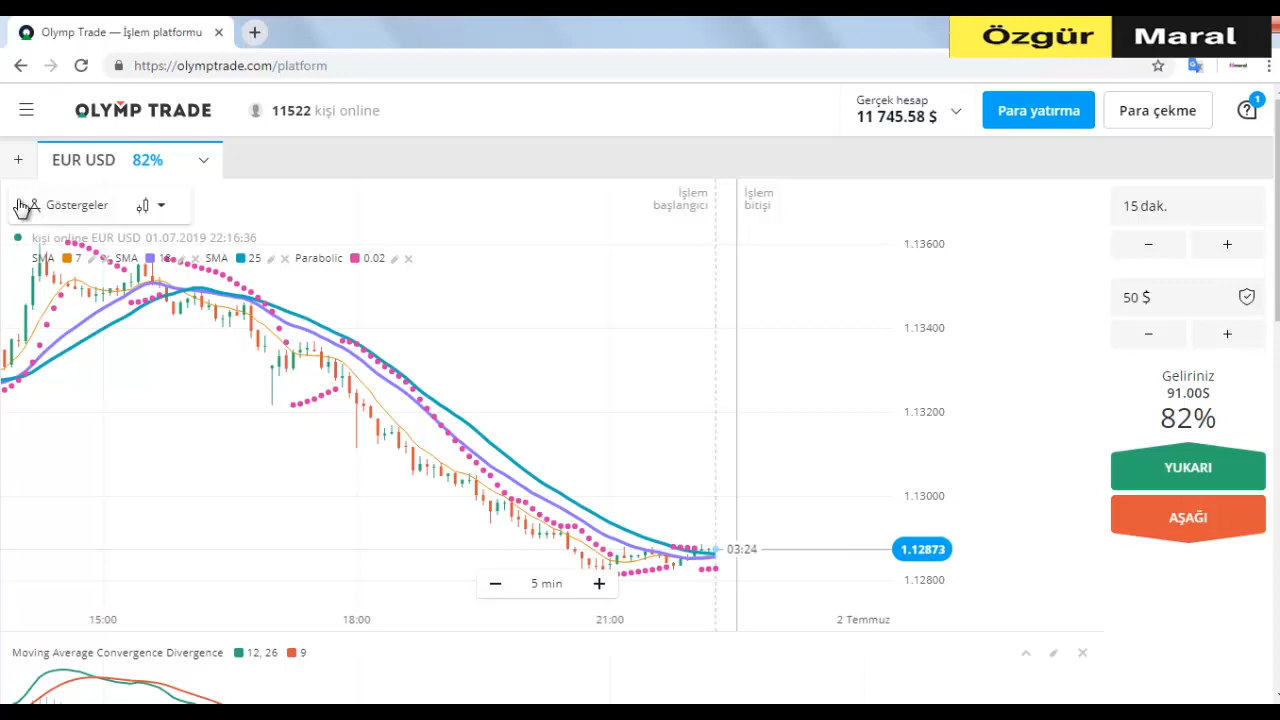 Olymp Trade — İşlem platformu
Özgür Maral
https://olymptrade.com/platform
OLYMP TRADE
11522 kişi online
Gerçek hesap
11 745.58 $
Para yatırma
Para çekme
1
EUR USD 82%
Göstergeler
İşlem
başlangıcı
İşlem
bitişi
kişi online EUR USD 01.07.2019 22:16:36
SMA 7 SMA SMA 25 Parabolic 0.02
1.13600
1.13400
1.13200
1.13000
03:24
1.12873
1.12800
5 min
15:00 18:00 21:00 2 Temmuz
Moving Average Convergence Divergence 12, 26 9
15 dak.
50 $
Geliriniz
91.00$
82%
YUKARI
AŞAĞI